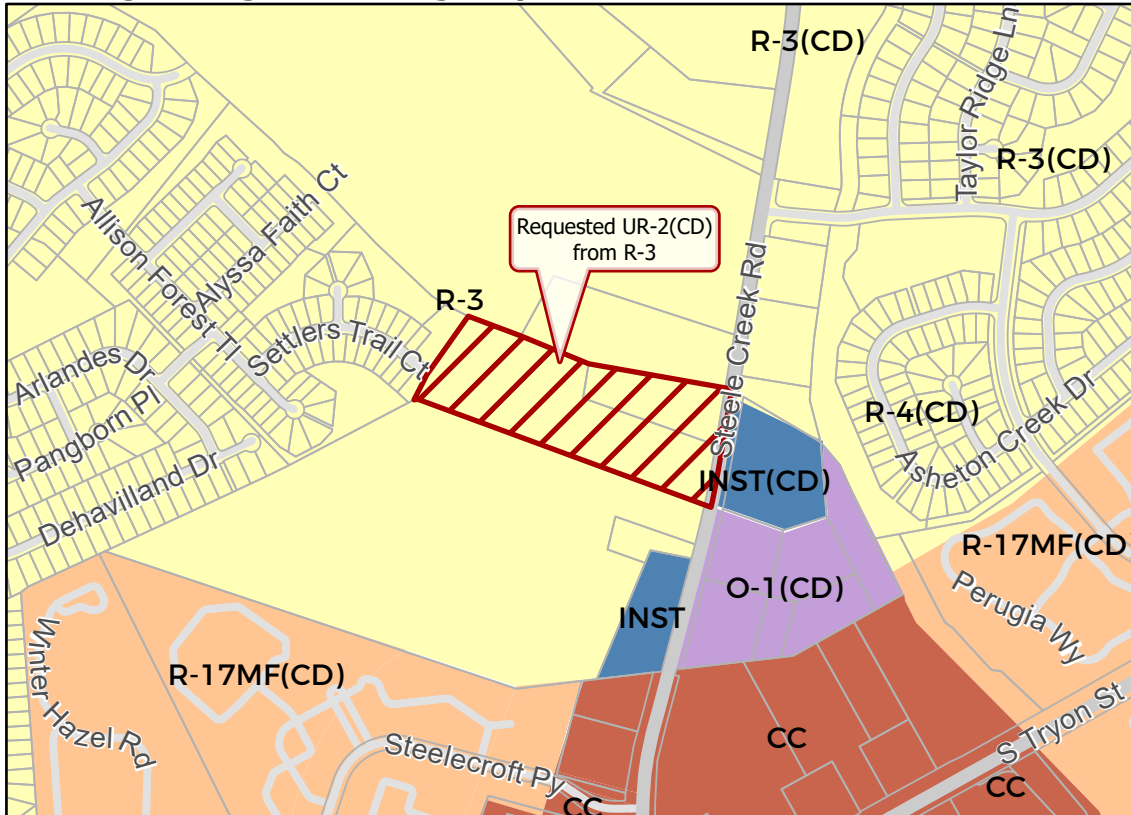 R-3(CD)
Taylor Ridge Ln
R-3(CD)
Requested UR-2(CD)
from R-3
Steele Creek Rd
R-3
Alyssa Faith Ct
Allison Forest Tl
Settlers Trail Ct
Arlandes Dr
Pangborn Pl
Dehavilland Dr
R-4(CD)
Asheton Creek Dr
INST(CD)
R-17MF(CD
O-1(CD)
Perugia Wy
INST
R-17MF(CD)
Winter Hazel Rd
Steelecroft Py
CC
S Tryon St
CC
CC